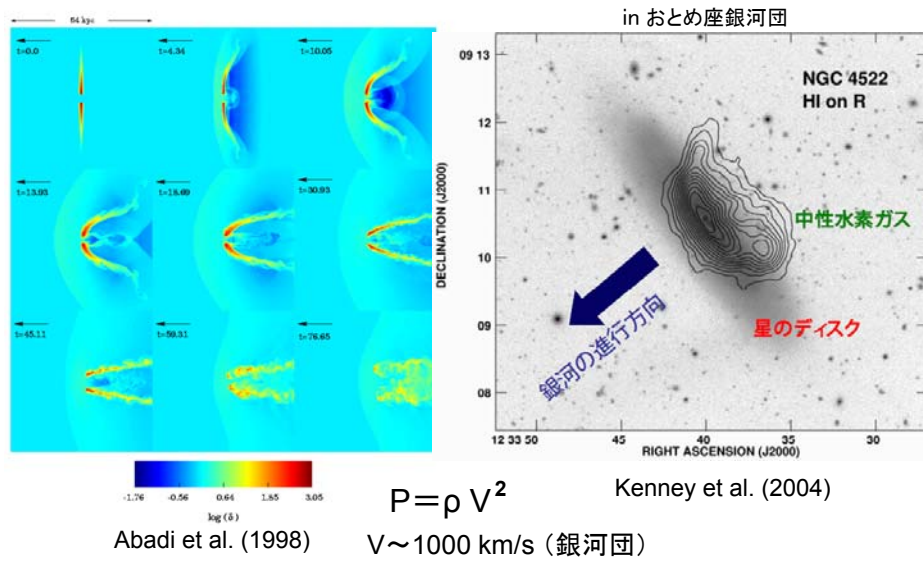 64 kpc
t=0.0
t=4.34
t=10.05
t=13.93
t=18.69
t=30.93
t=45.11
t=59.31
t=76.65
-1.76 -0.56 0.64 1.85 3.05
log (δ)
Abadi et al. (1998)
in おとめ座銀河団
NGC 4522
HI on R
中性水素ガス
星のディスク
銀河の進行方向
DECLINATION (J2000)
09 13
12
11
10
09
08
12 33 50 45 40 35 30
RIGHT ASCENSION (J2000)
Kenney et al. (2004)
P=ρ V²
V~1000 km/s (銀河団)